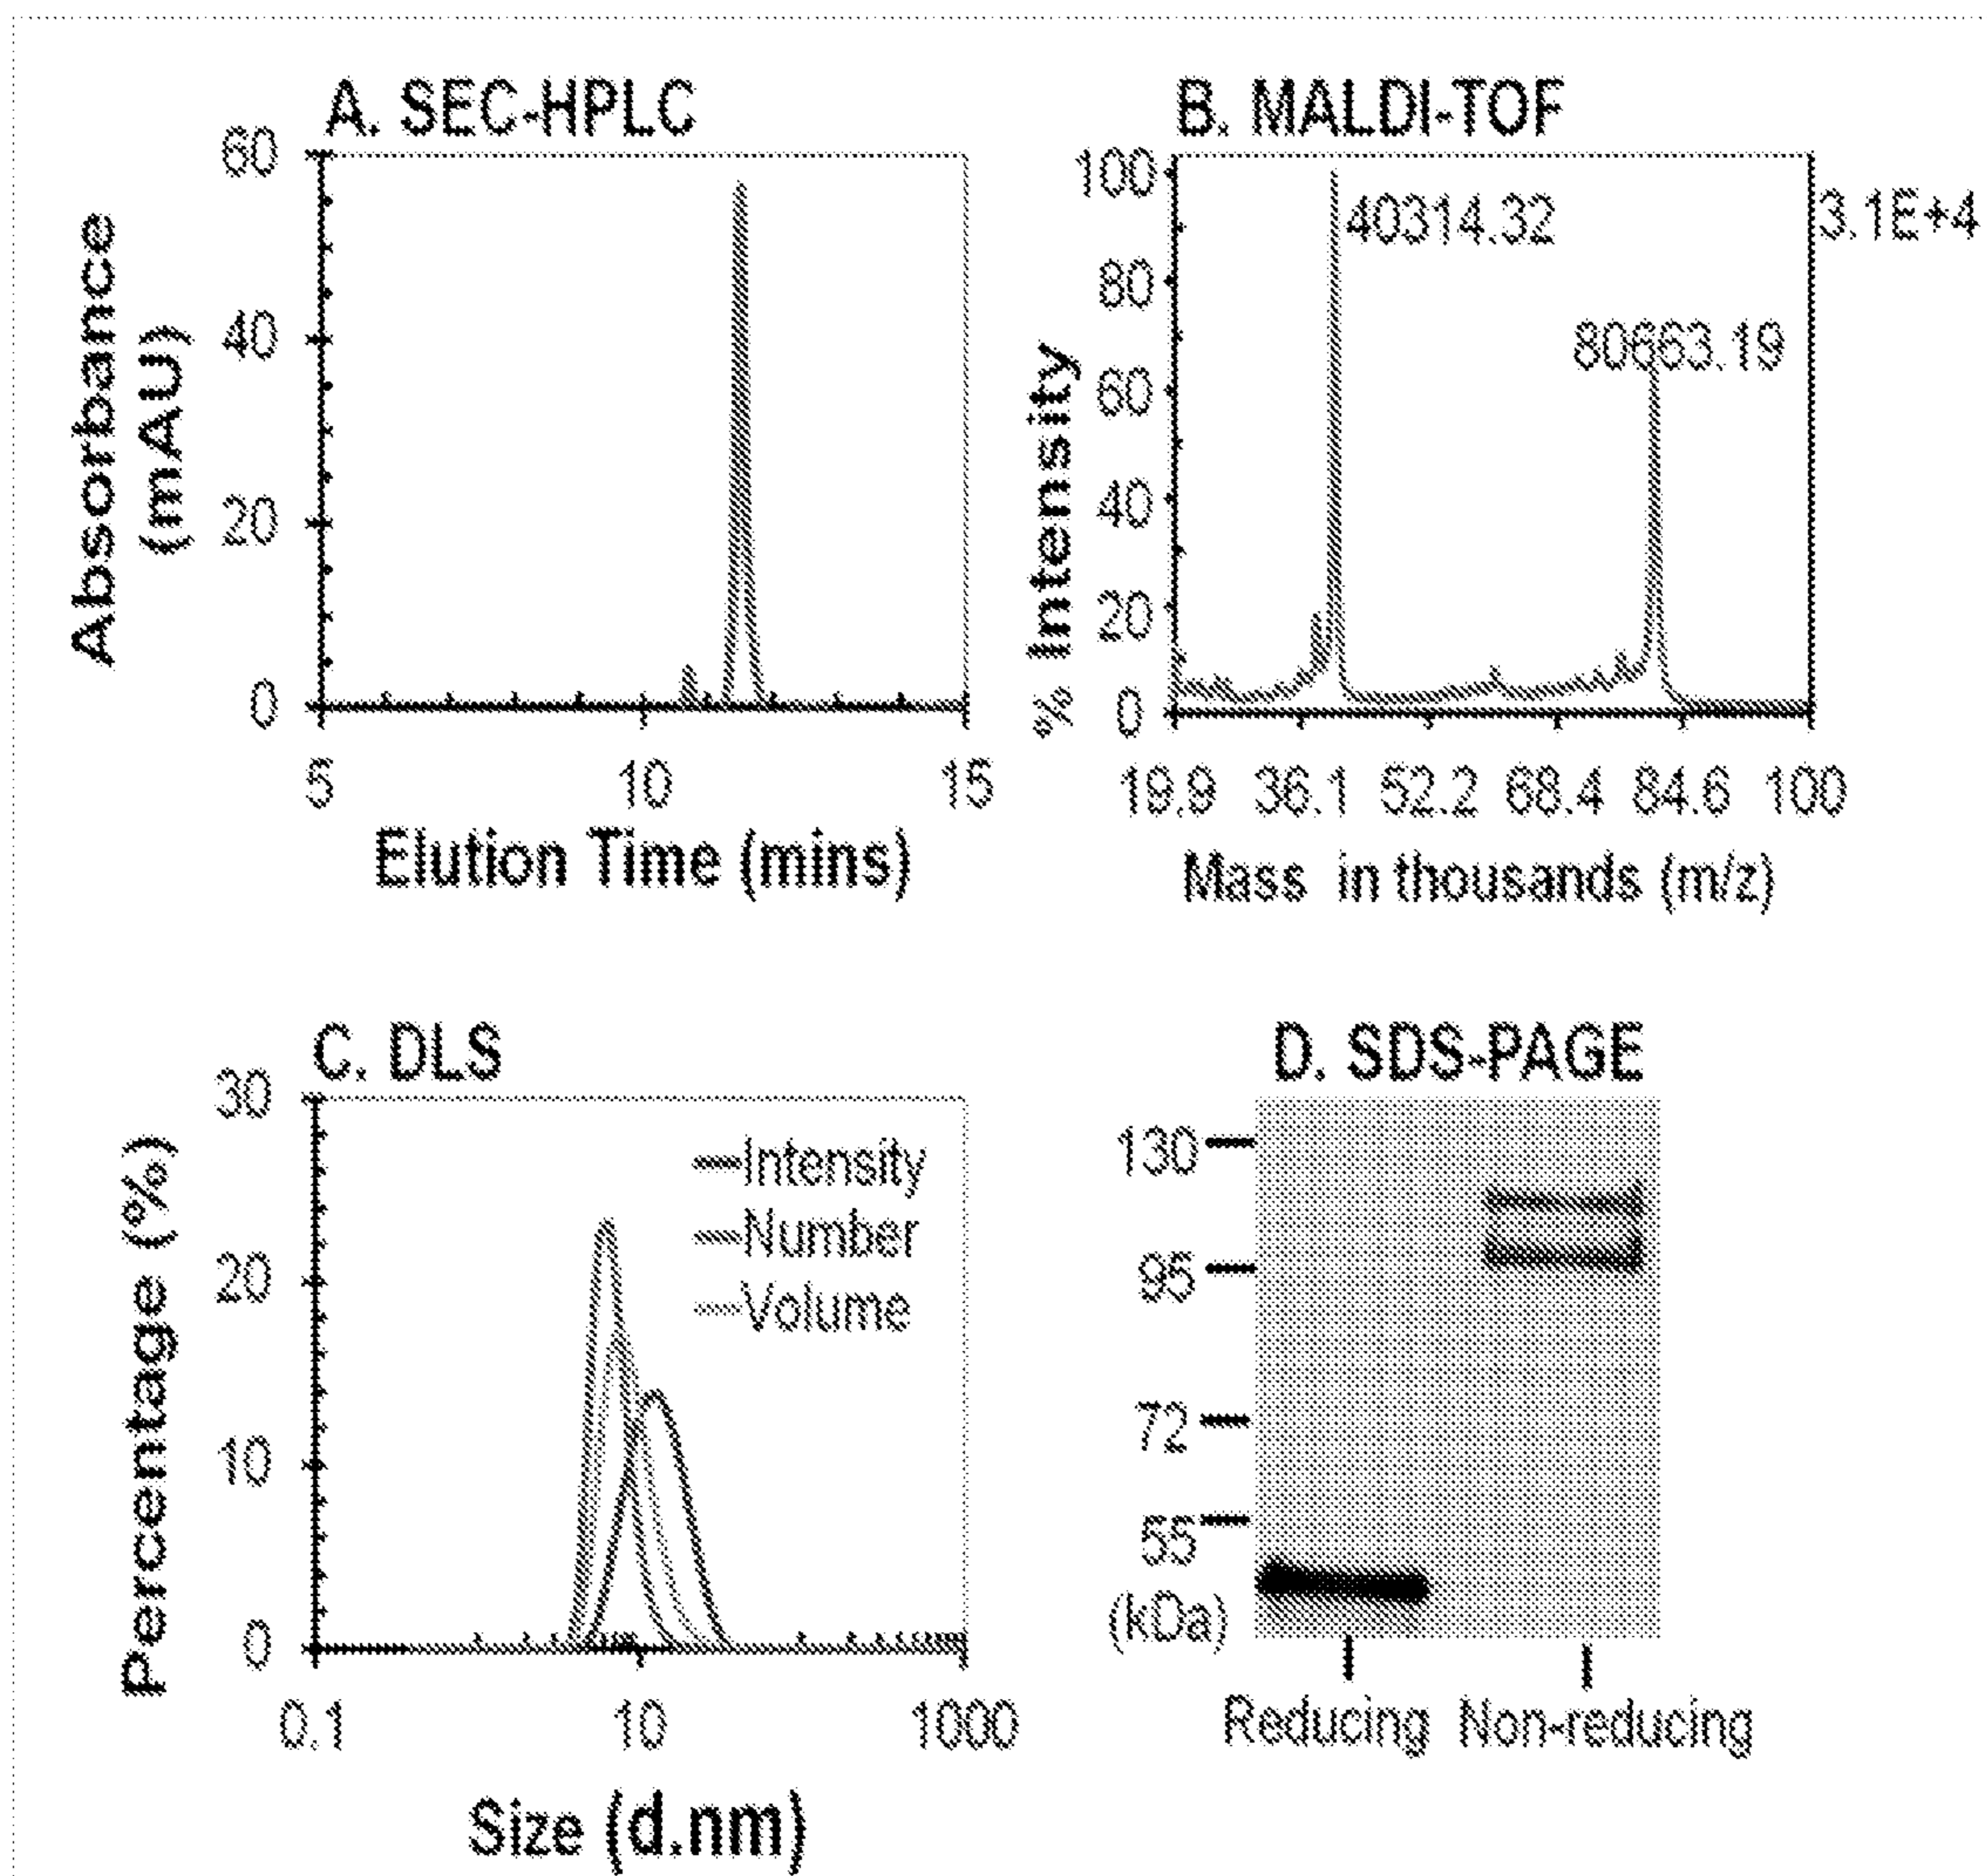 A. SEC-HPLC
60
40
20
0
5 10 15
Absorbance
(mAU)
Elution Time (mins)
B. MALDI-TOF
100
80
60
40
20
0
40314.32
80663.19
3.1E+4
% Intensity
19.9 36.1 52.2 68.4 84.6 100
Mass in thousands (m/z)
C. DLS
30
20
10
0
Intensity
Number
Volume
Percentage (%)
0.1 10 1000
Size (d.nm)
D. SDS-PAGE
130
95
72
55
(kDa)
Reducing Non-reducing